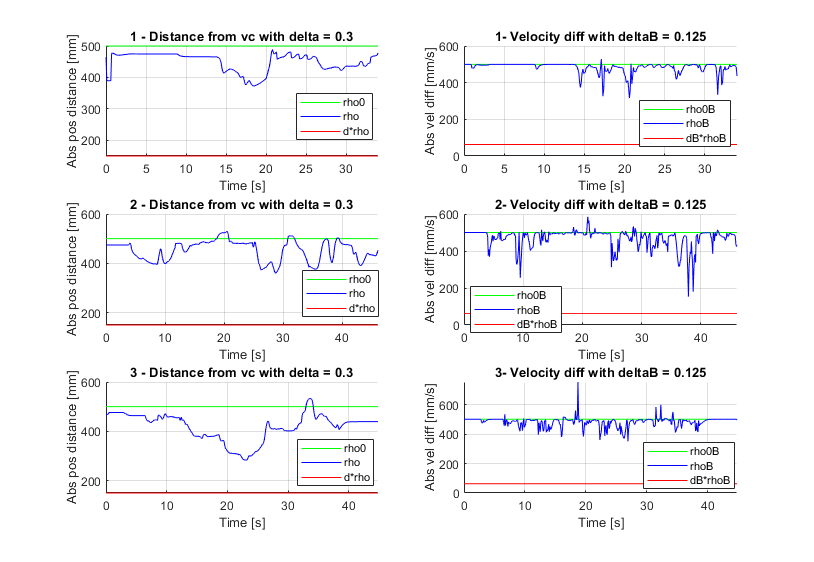 1 - Distance from vc with delta = 0.3
Abs pos distance [mm]
500
400
300
200
rho0
rho
d*rho
0 5 10 15 20 25 30
Time [s]
1- Velocity diff with deltaB = 0.125
Abs vel diff [mm/s]
600
400
200
0
rho0B
rhoB
dB*rhoB
0 5 10 15 20 25 30
Time [s]
2 - Distance from vc with delta = 0.3
Abs pos distance [mm]
600
400
200
rho0
rho
d*rho
0 10 20 30 40
Time [s]
2- Velocity diff with deltaB = 0.125
Abs vel diff [mm/s]
600
400
200
0
rho0B
rhoB
dB*rhoB
0 10 20 30 40
Time [s]
3 - Distance from vc with delta = 0.3
Abs pos distance [mm]
600
400
200
rho0
rho
d*rho
0 10 20 30 40
Time [s]
3- Velocity diff with deltaB = 0.125
Abs vel diff [mm/s]
600
400
200
0
rho0B
rhoB
dB*rhoB
0 10 20 30 40
Time [s]